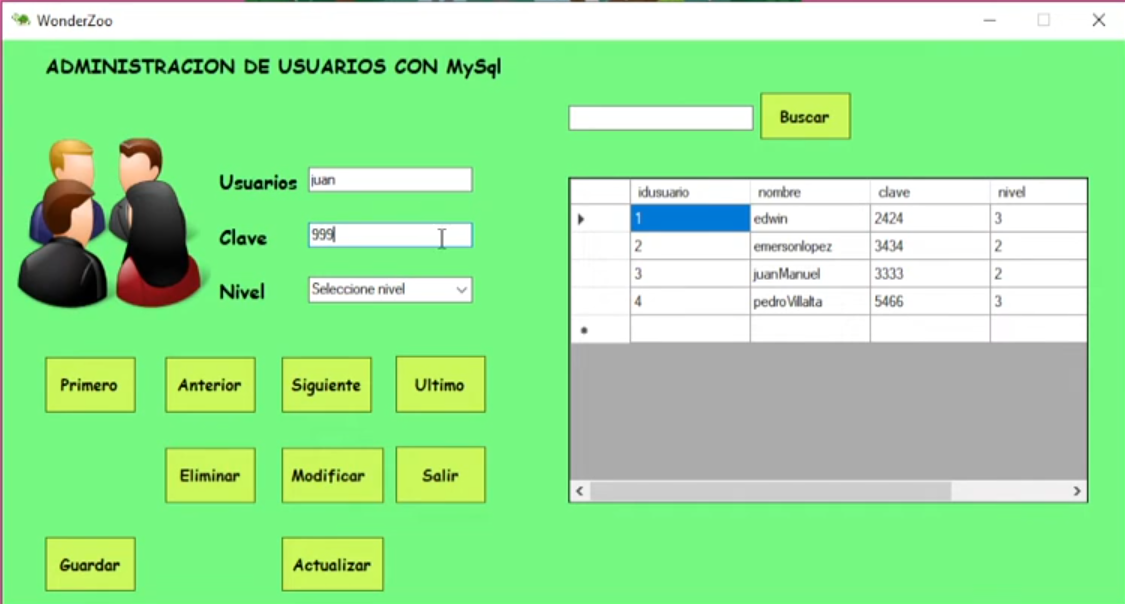 WonderZoo
ADMINISTRACION DE USUARIOS CON MySql
Buscar
Usuarios juan
Clave 999
Nivel Seleccione nivel
idusuario nombre clave nivel
1 edwin 2424 3
2 emersonlopez 3434 2
3 juanManuel 3333 2
4 pedroVillalta 5466 3
Primero Anterior Siguiente Ultimo
Eliminar Modificar Salir
Guardar Actualizar